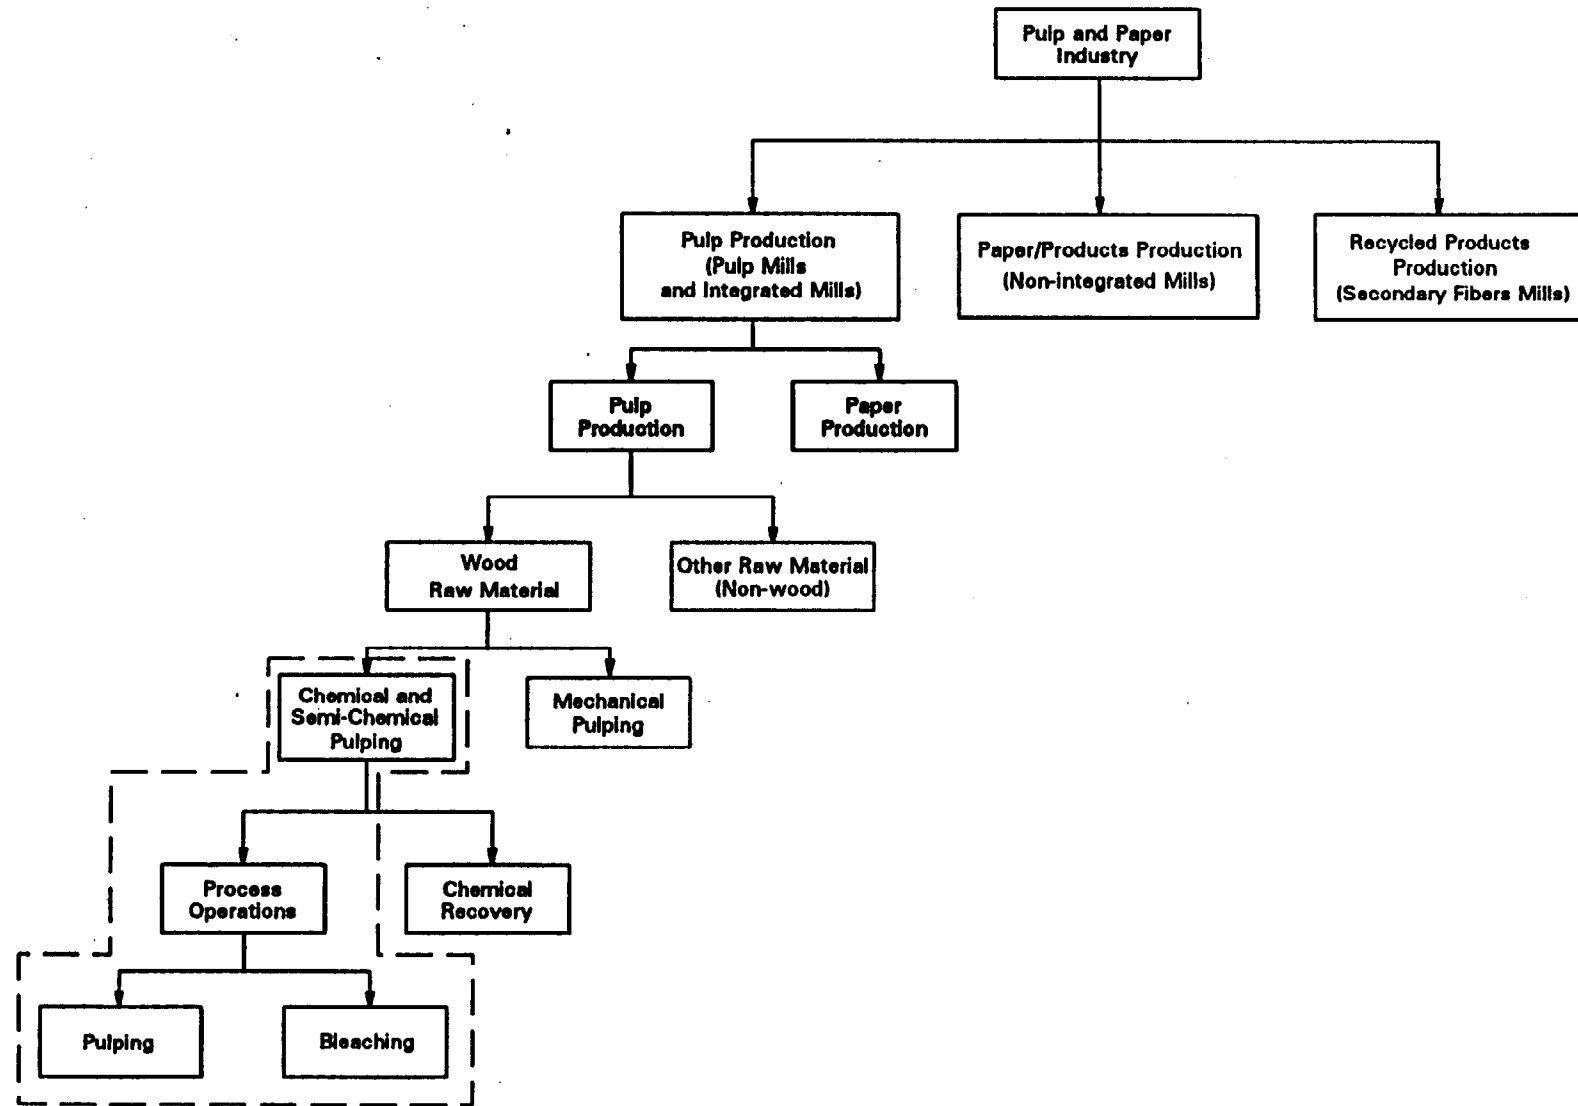 Pulp and Paper
Industry
Pulp Production
(Pulp Mills
and Integrated Mills)
Paper/Products Production
(Non-integrated Mills)
Recycled Products
Production
(Secondary Fibers Mills)
Pulp
Production
Paper
Production
Wood
Raw Material
Other Raw Material
(Non-wood)
Chemical and
Semi-Chemical
Pulping
Mechanical
Pulping
Process
Operations
Chemical
Recovery
Pulping
Bleaching